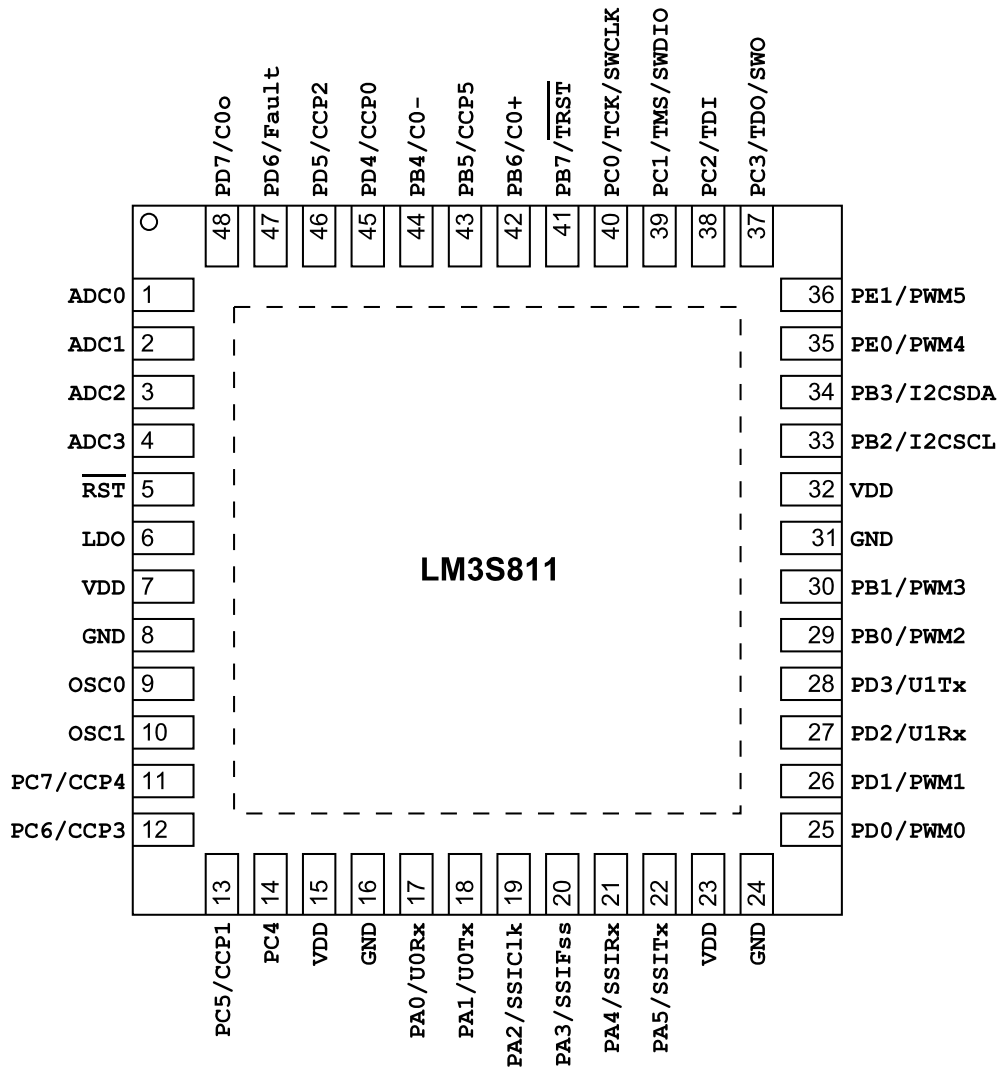 PD7/C0o 48
PD6/Fault 47
PD5/CCP2 46
PD4/CCP0 45
PB4/C0- 44
PB5/CCP5 43
PB6/C0+ 42
PB7/TRST 41
PC0/TCK/SWCLK 40
PC1/TMS/SWDIO 39
PC2/TDI 38
PC3/TDO/SWO 37
ADC0 1
ADC1 2
ADC2 3
ADC3 4
RST 5
LDO 6
VDD 7
GND 8
OSC0 9
OSC1 10
PC7/CCP4 11
PC6/CCP3 12
LM3S811
36 PE1/PWM5
35 PE0/PWM4
34 PB3/I2CSDA
33 PB2/I2CSCL
32 VDD
31 GND
30 PB1/PWM3
29 PB0/PWM2
28 PD3/U1Tx
27 PD2/U1Rx
26 PD1/PWM1
25 PD0/PWM0
PC5/CCP1 13
PC4 14
VDD 15
GND 16
PA0/U0Rx 17
PA1/U0Tx 18
PA2/SSIClk 19
PA3/SSIFss 20
PA4/SSIRx 21
PA5/SSITx 22
VDD 23
GND 24